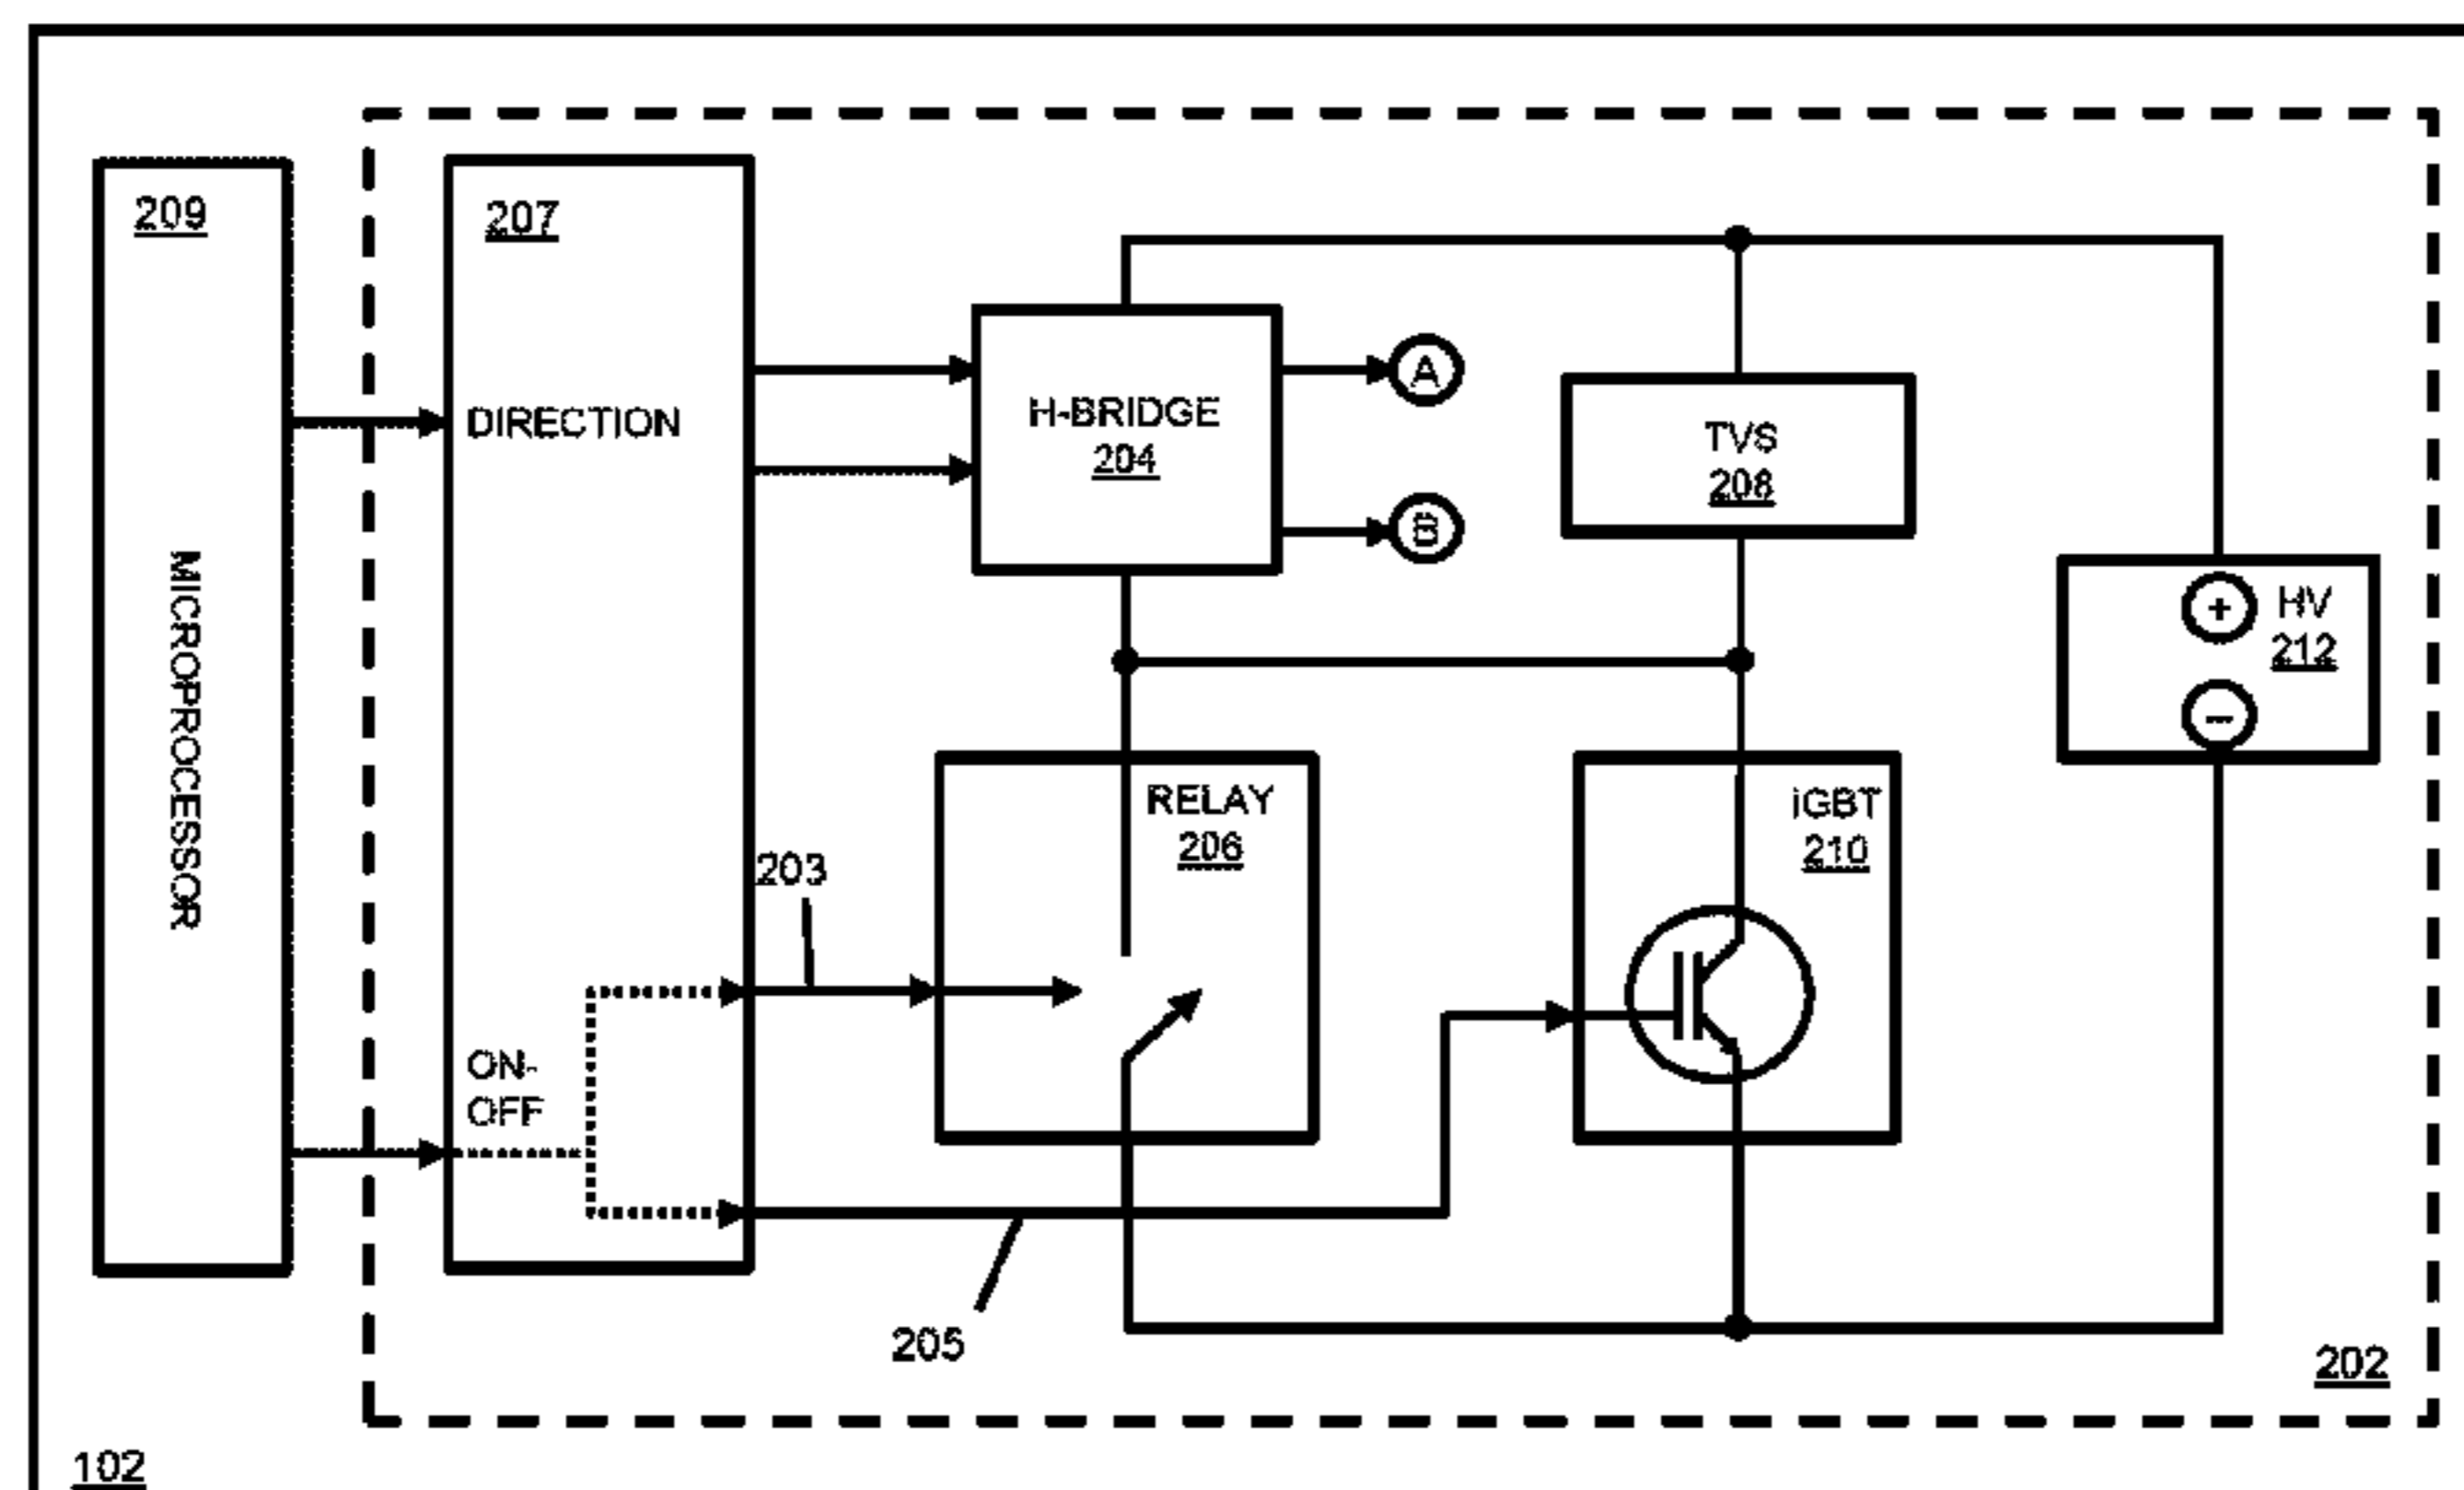 209
MICROPROCESSOR
207
DIRECTION
ON-
OFF
H-BRIDGE
204
A
B
TVS
208
HV
212
+
−
RELAY
206
iGBT
210
203
205
202
102